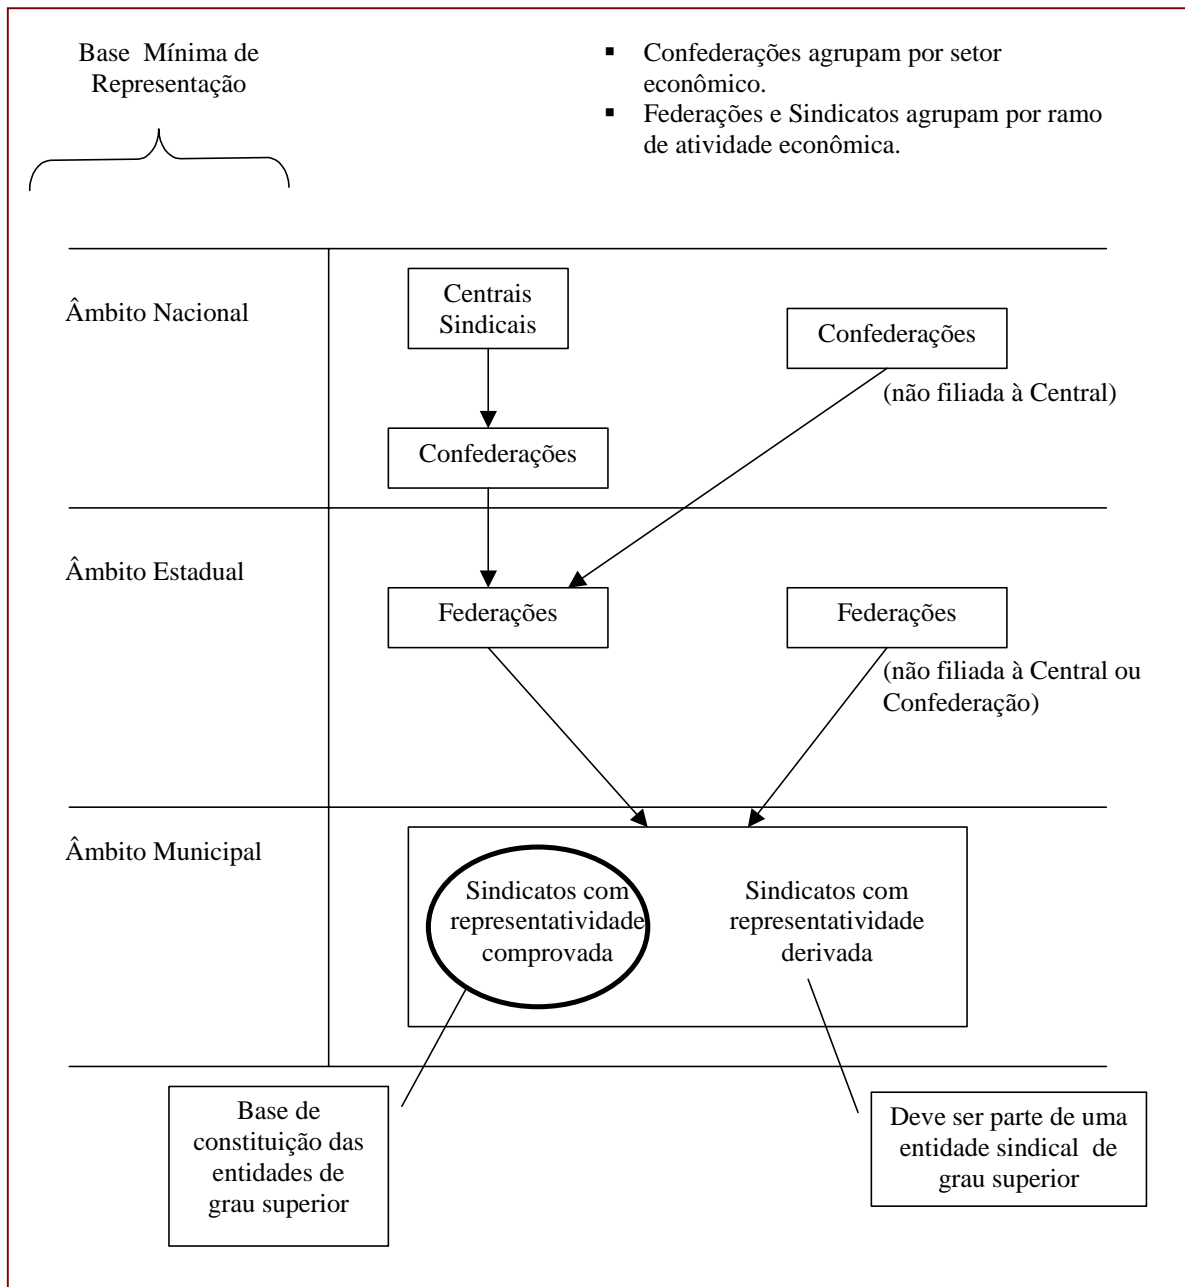 Base Mínima de
Representação
▪ Confederações agrupam por setor
econômico.
▪ Federações e Sindicatos agrupam por ramo
de atividade econômica.
Âmbito Nacional
Centrais
Sindicais
Confederações
(não filiada à Central)
Confederações
Âmbito Estadual
Federações
Federações
(não filiada à Central ou
Confederação)
Âmbito Municipal
Sindicatos com
representatividade
comprovada
Sindicatos com
representatividade
derivada
Base de
constituição das
entidades de
grau superior
Deve ser parte de uma
entidade sindical de
grau superior